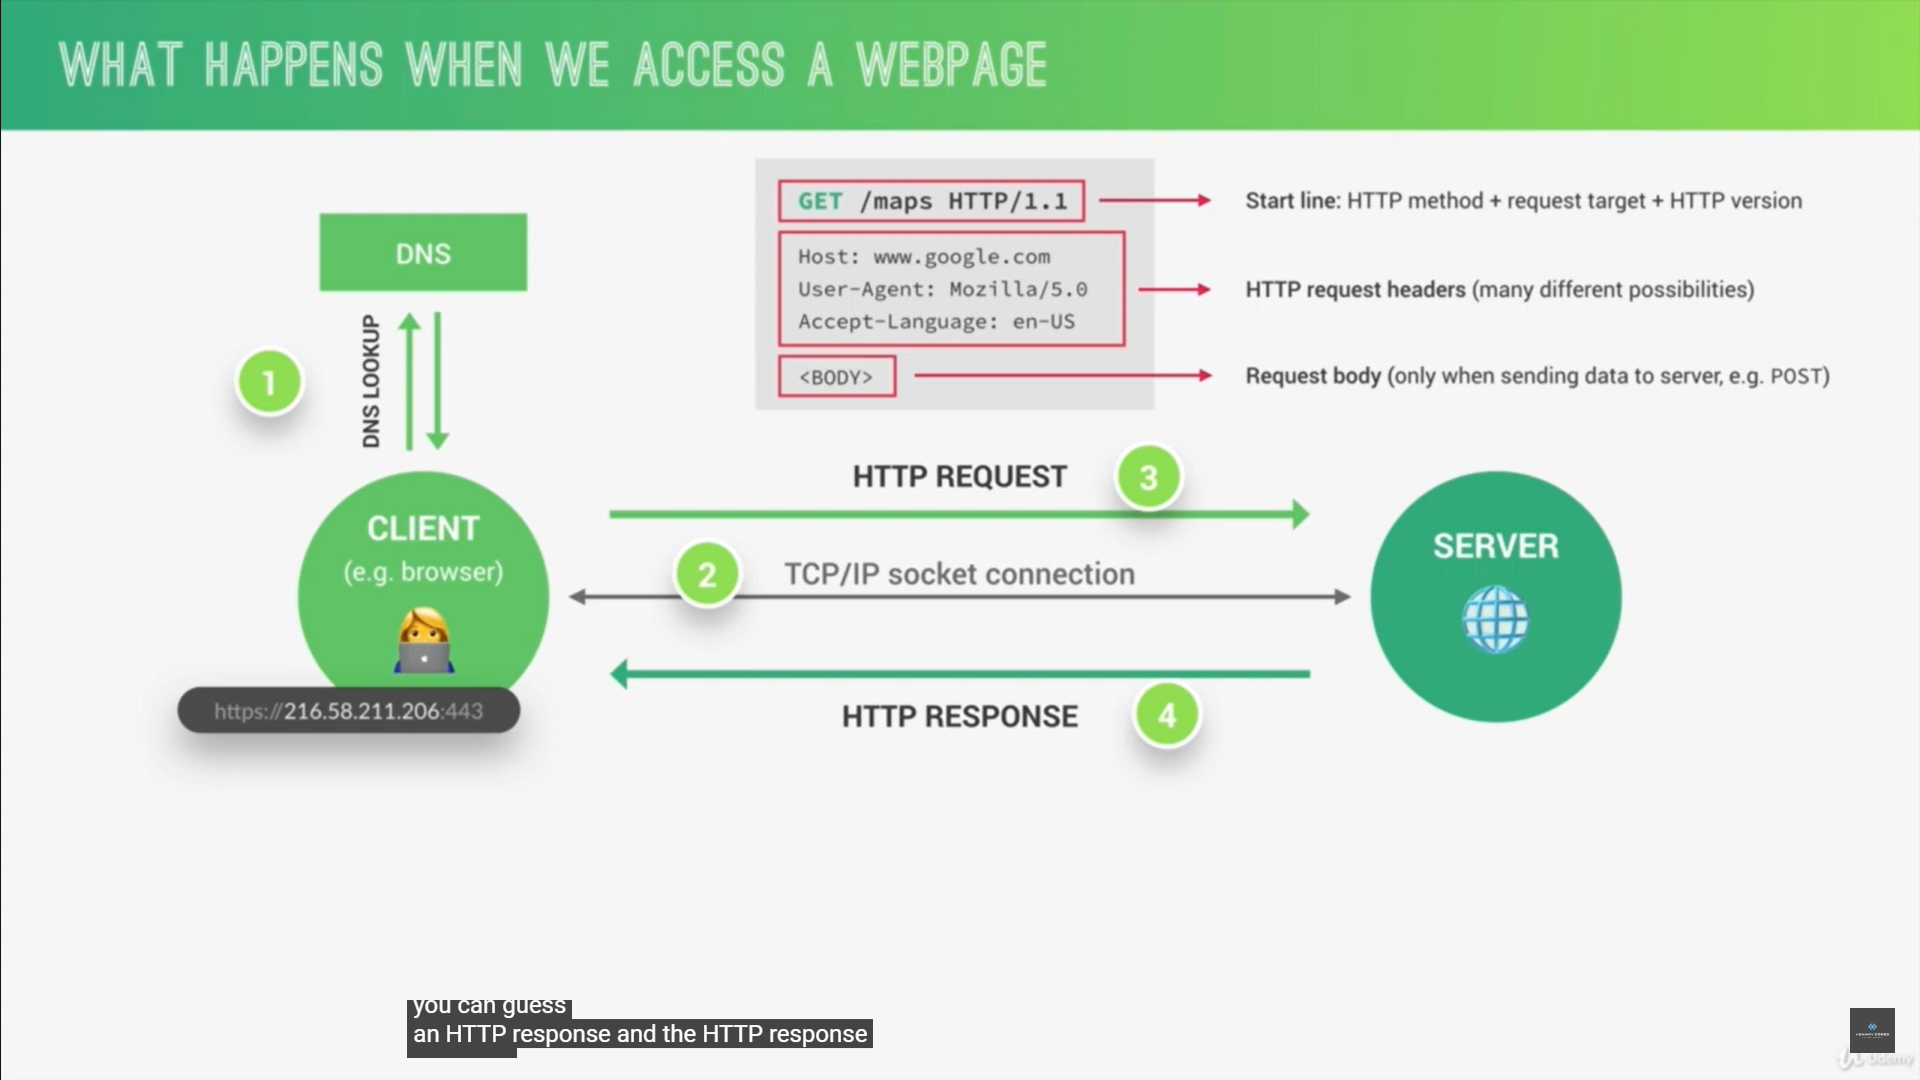 WHAT HAPPENS WHEN WE ACCESS A WEBPAGE
GET /maps HTTP/1.1
Start line: HTTP method + request target + HTTP version
Host: www.google.com
User-Agent: Mozilla/5.0
Accept-Language: en-US
HTTP request headers (many different possibilities)
<BODY>
Request body (only when sending data to server, e.g. POST)
DNS
DNS LOOKUP
1
CLIENT
(e.g. browser)
https://216.58.211.206:443
HTTP REQUEST
3
2
TCP/IP socket connection
HTTP RESPONSE
4
SERVER
you can guess
an HTTP response and the HTTP response
Udemy